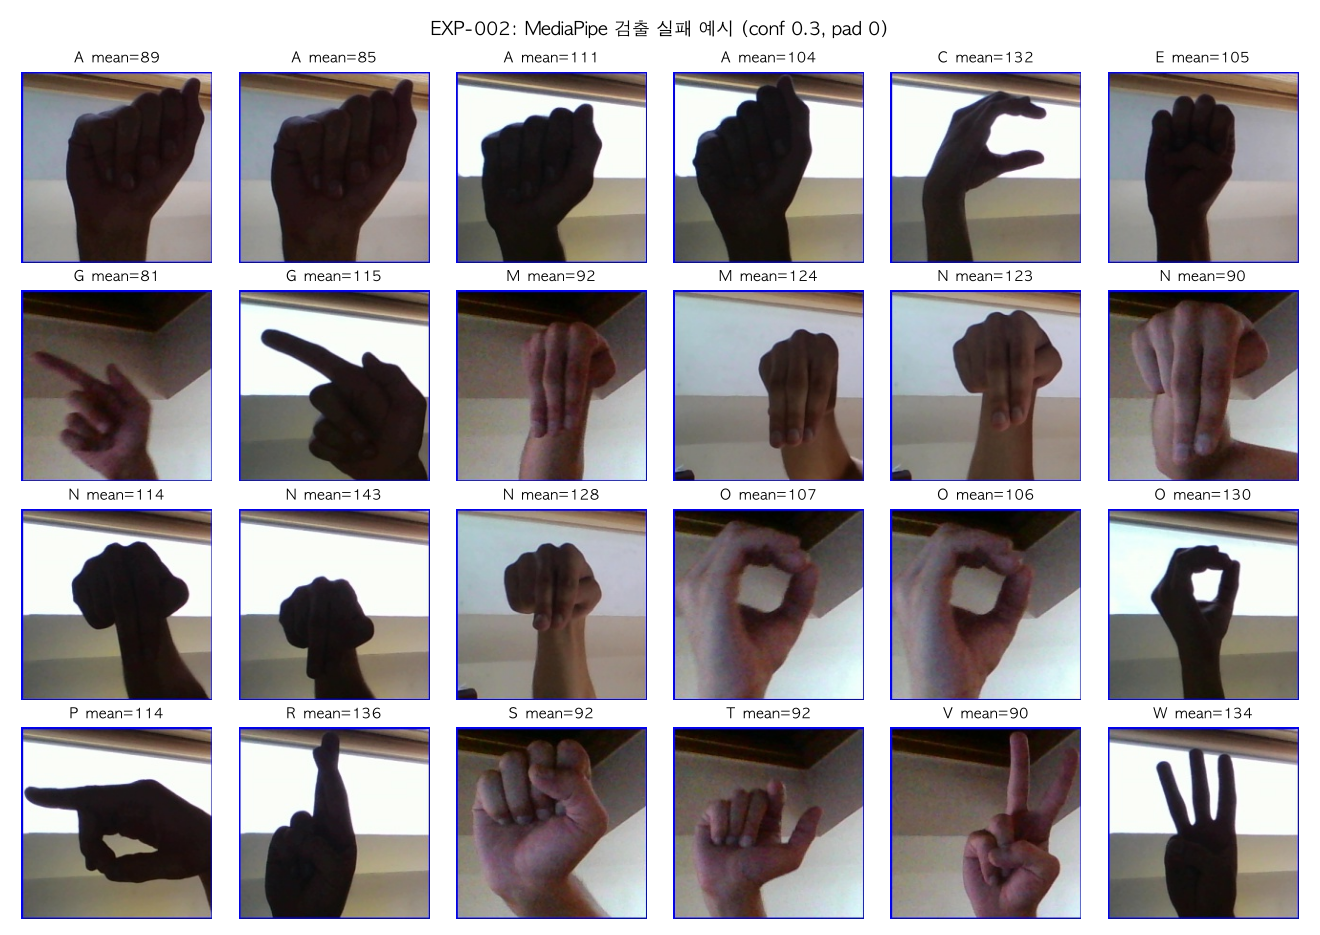 EXP-002: MediaPipe 검출 실패 예시 (conf 0.3, pad 0)
A mean=89
A mean=85
A mean=111
A mean=104
C mean=132
E mean=105
G mean=81
G mean=115
M mean=92
M mean=124
N mean=123
N mean=90
N mean=114
N mean=143
N mean=128
O mean=107
O mean=106
O mean=130
P mean=114
R mean=136
S mean=92
T mean=92
V mean=90
W mean=134